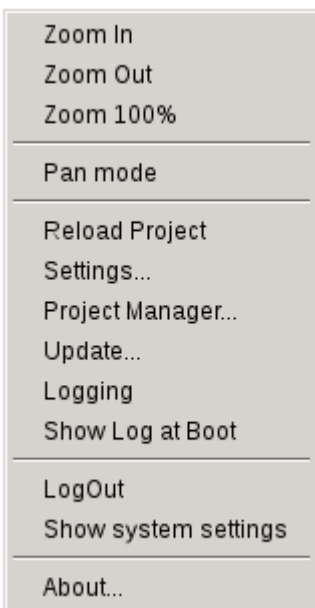 Zoom In
Zoom Out
Zoom 100%
Pan mode
Reload Project
Settings...
Project Manager...
Update...
Logging
Show Log at Boot
LogOut
Show system settings
About...